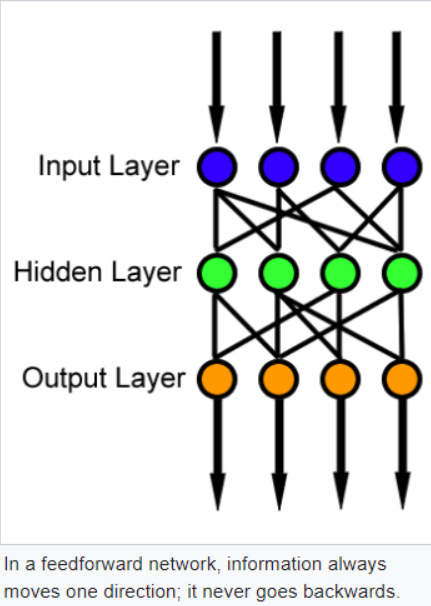 Input Layer
Hidden Layer
Output Layer
In a feedforward network, information always
moves one direction; it never goes backwards.